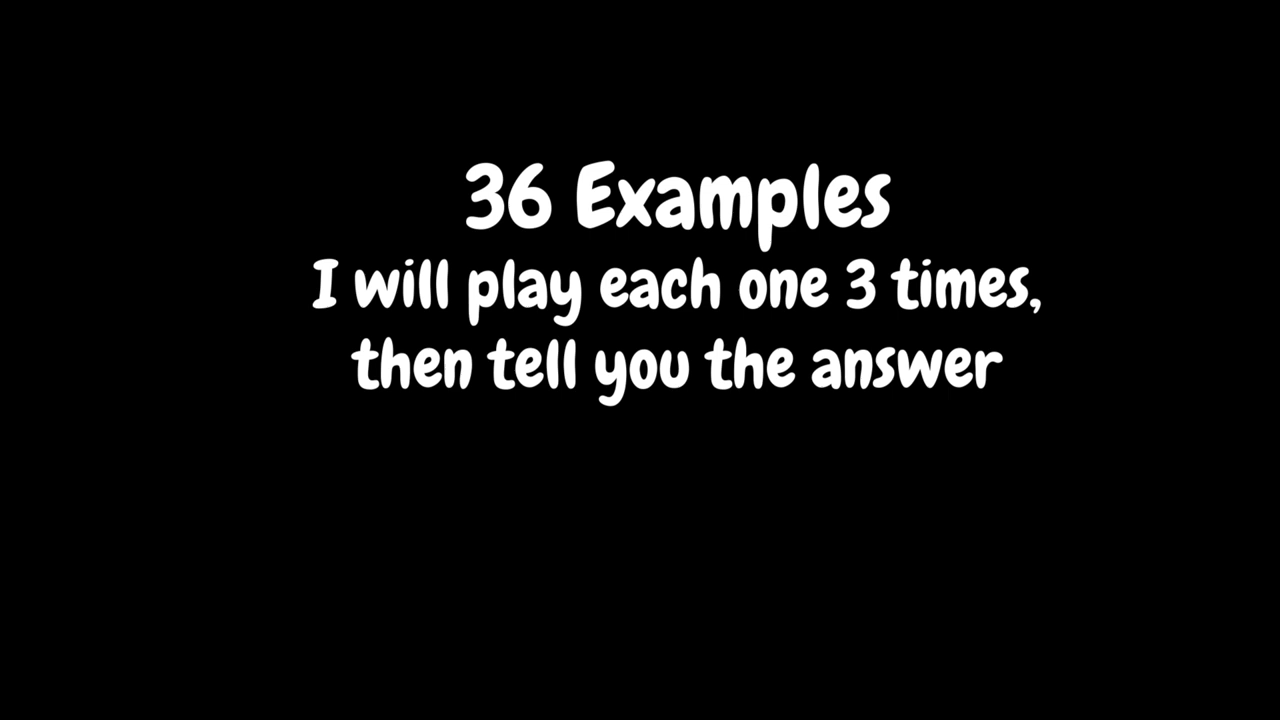 36 Examples
I will play each one 3 times,
then tell you the answer